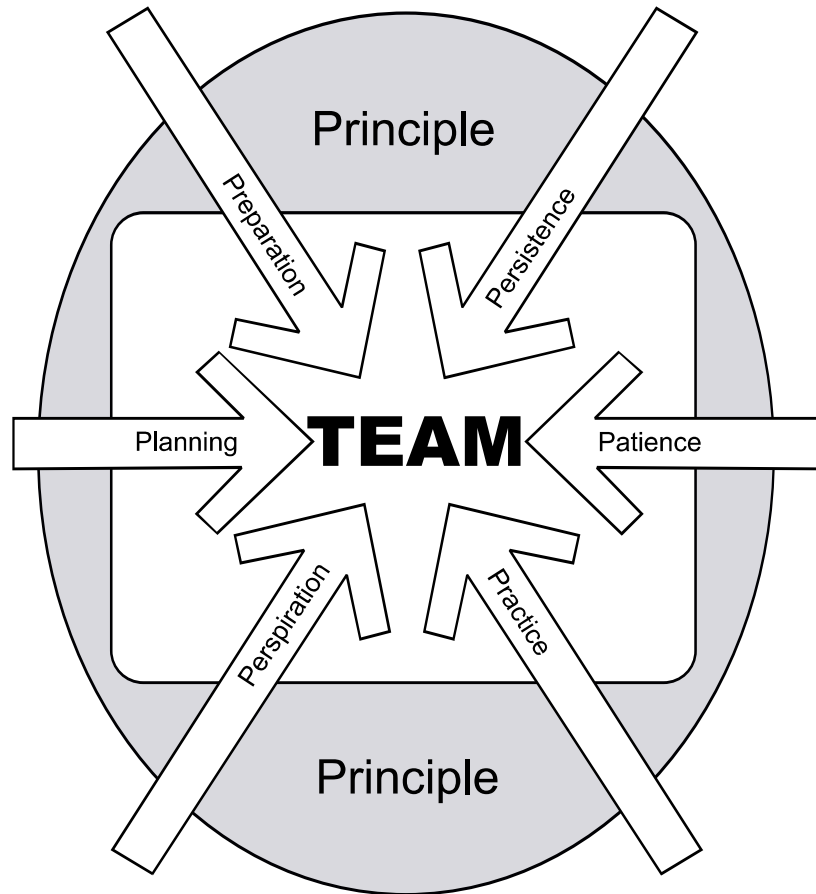 Principle
Preparation
Persistence
Planning
TEAM
Patience
Perspiration
Practice
Principle